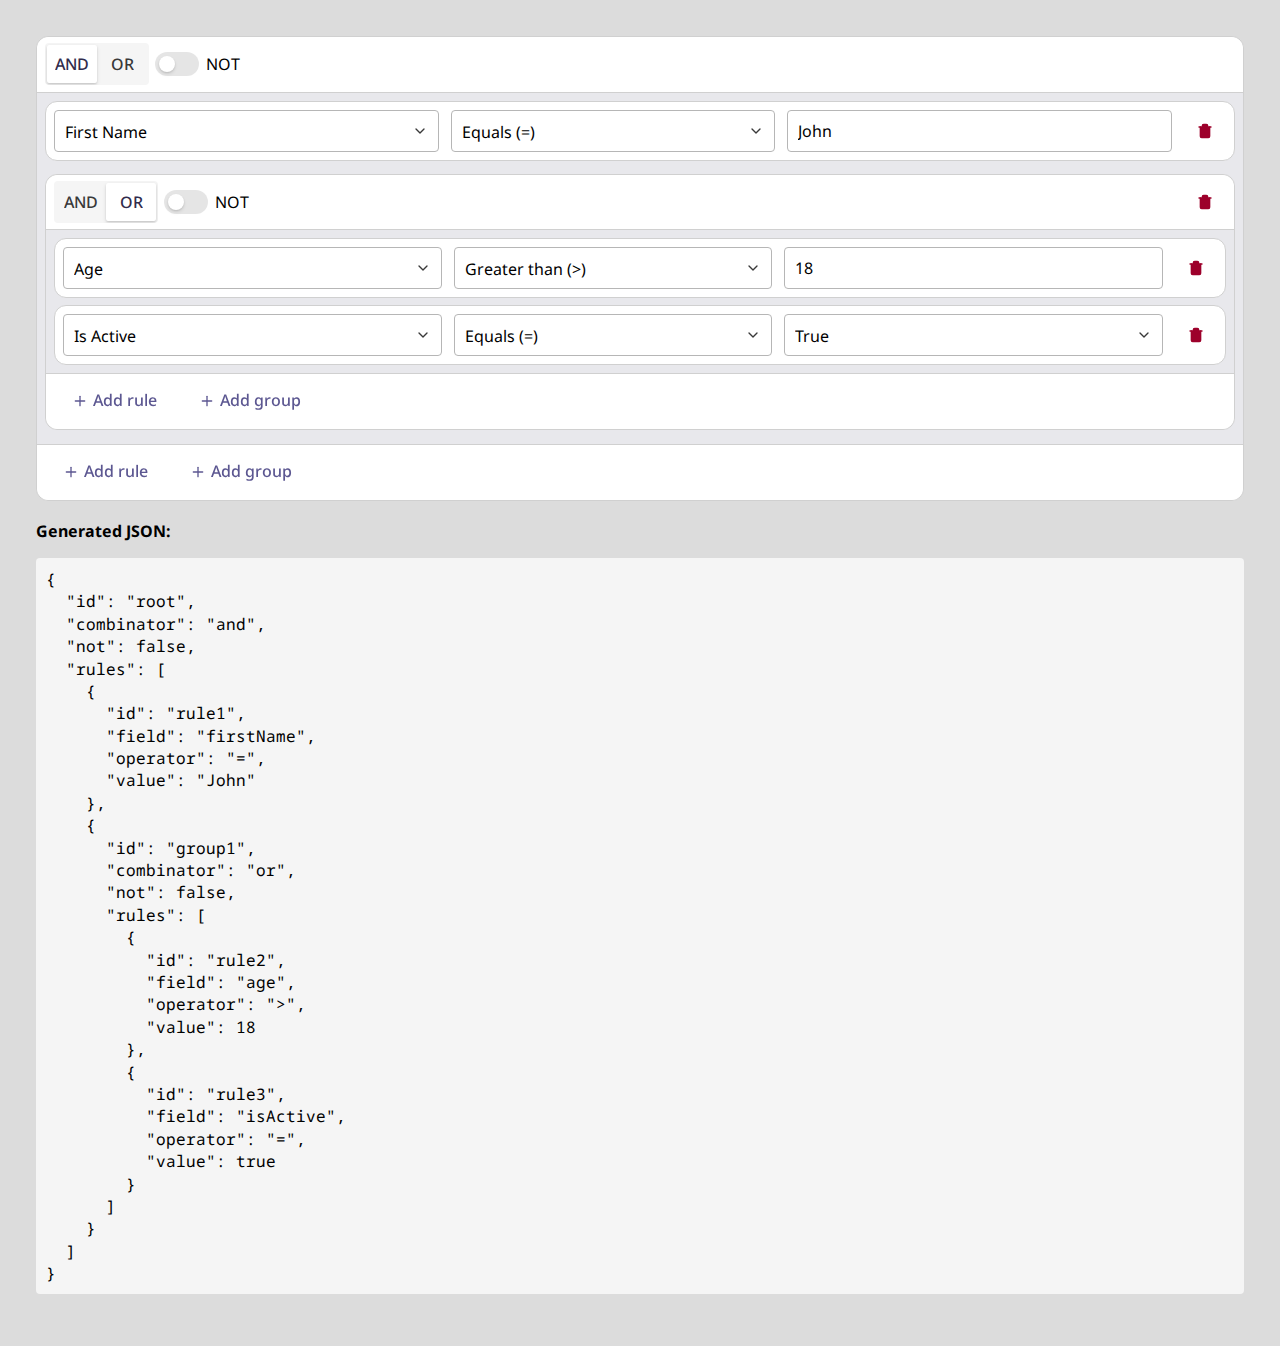 AND OR NOT
First Name Equals (=) John
AND OR NOT
Age Greater than (>) 18
Is Active Equals (=) True
+ Add rule + Add group
+ Add rule + Add group
Generated JSON:
{
  "id": "root",
  "combinator": "and",
  "not": false,
  "rules": [
    {
      "id": "rule1",
      "field": "firstName",
      "operator": "=",
      "value": "John"
    },
    {
      "id": "group1",
      "combinator": "or",
      "not": false,
      "rules": [
        {
          "id": "rule2",
          "field": "age",
          "operator": ">",
          "value": 18
        },
        {
          "id": "rule3",
          "field": "isActive",
          "operator": "=",
          "value": true
        }
      ]
    }
  ]
}